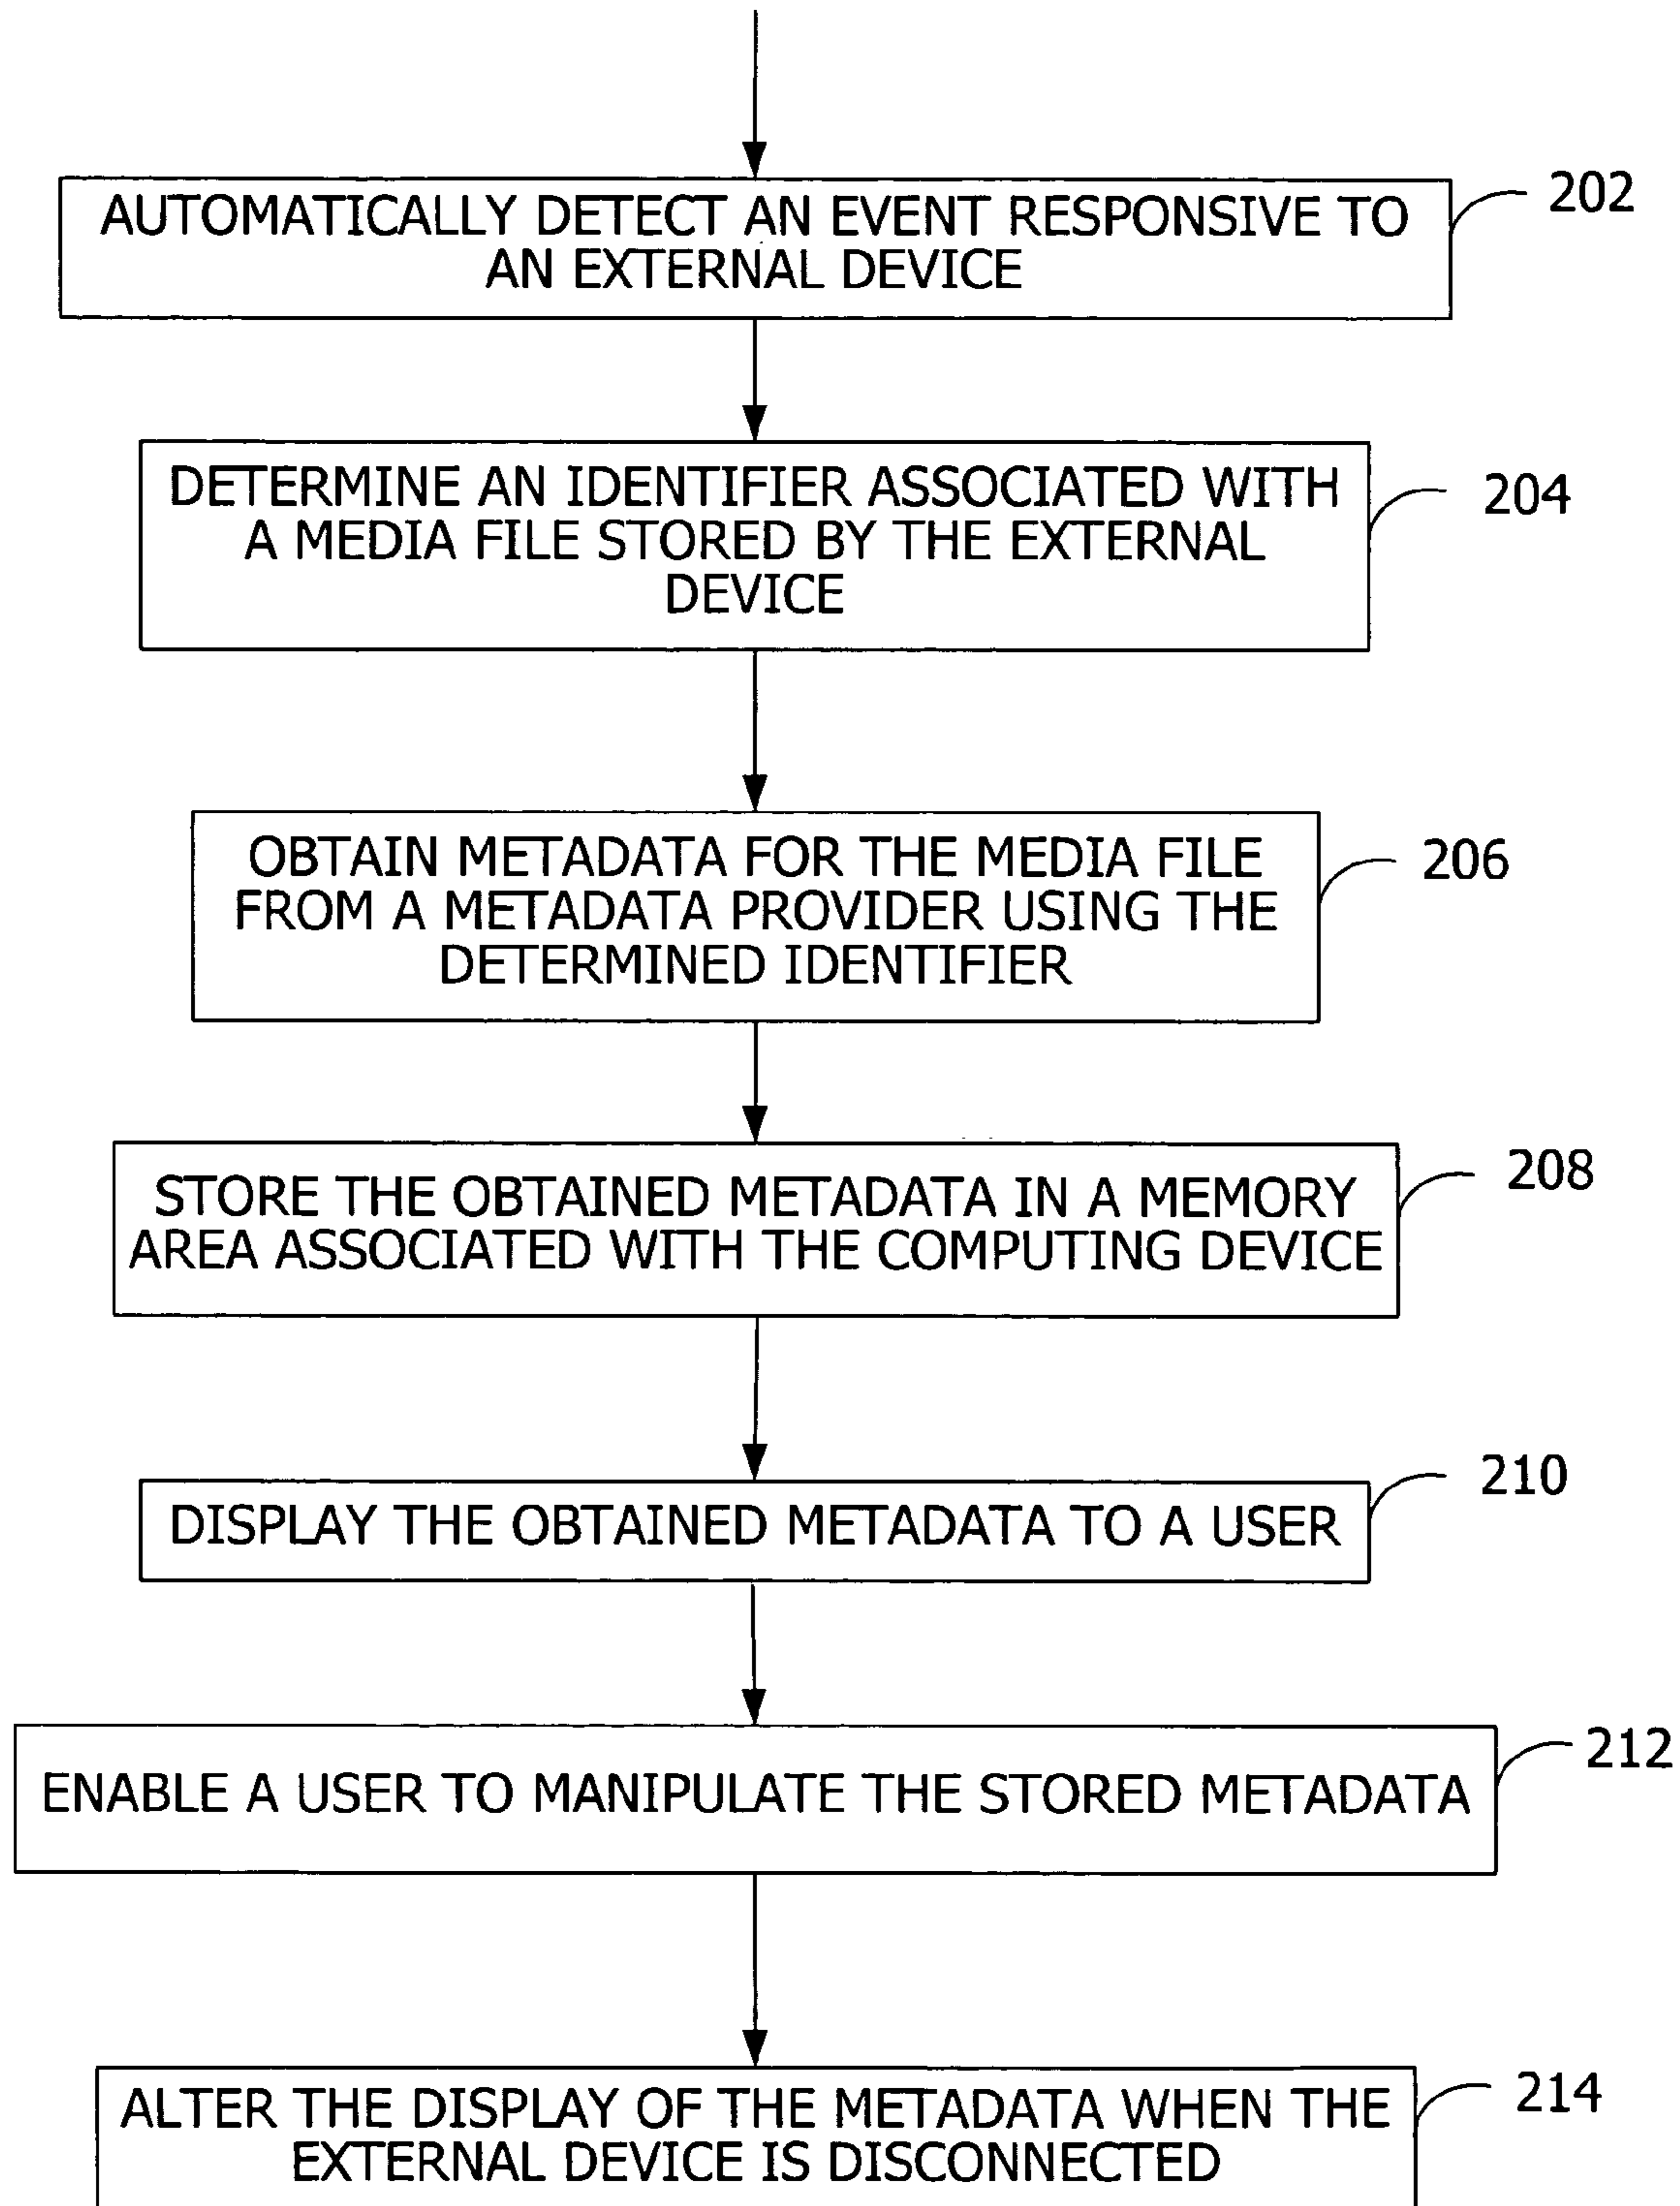 AUTOMATICALLY DETECT AN EVENT RESPONSIVE TO
AN EXTERNAL DEVICE
202
DETERMINE AN IDENTIFIER ASSOCIATED WITH
A MEDIA FILE STORED BY THE EXTERNAL
DEVICE
204
OBTAIN METADATA FOR THE MEDIA FILE
FROM A METADATA PROVIDER USING THE
DETERMINED IDENTIFIER
206
STORE THE OBTAINED METADATA IN A MEMORY
AREA ASSOCIATED WITH THE COMPUTING DEVICE
208
DISPLAY THE OBTAINED METADATA TO A USER
210
ENABLE A USER TO MANIPULATE THE STORED METADATA
212
ALTER THE DISPLAY OF THE METADATA WHEN THE
EXTERNAL DEVICE IS DISCONNECTED
214